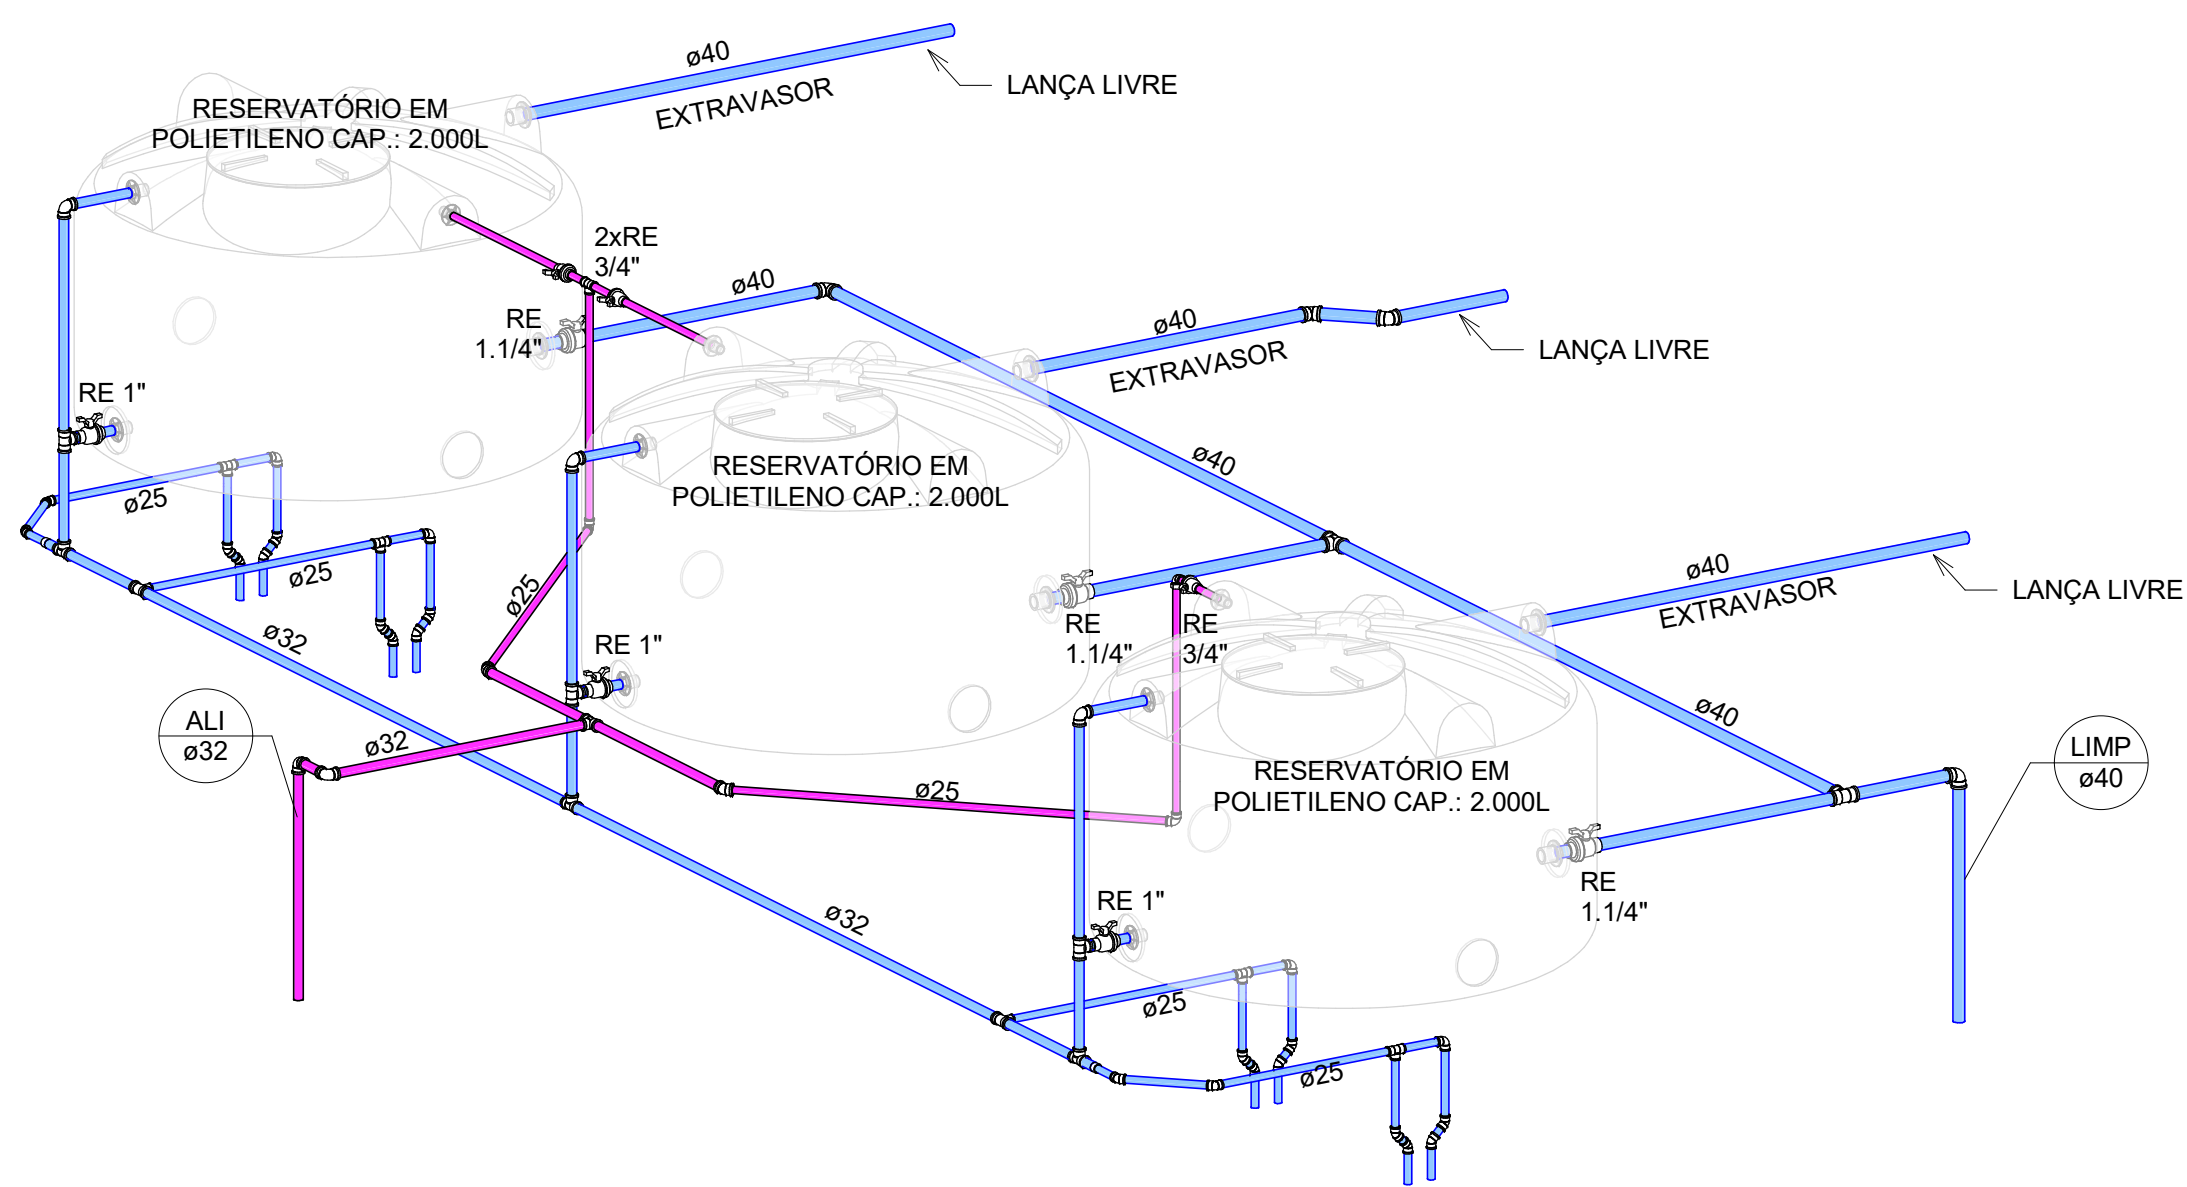 ø40
EXTRAVASOR
LANÇA LIVRE
RESERVATÓRIO EM
POLIETILENO CAP.: 2.000L
2xRE
3/4"
ø40
RE
1.1/4"
ø40
EXTRAVASOR
LANÇA LIVRE
RE 1"
ø25
ø25
RESERVATÓRIO EM
POLIETILENO CAP.: 2.000L
ø40
ø25
ø32
RE 1"
RE
1.1/4"
RE
3/4"
ø40
EXTRAVASOR
LANÇA LIVRE
ALI
ø32
ø32
ø25
RESERVATÓRIO EM
POLIETILENO CAP.: 2.000L
ø40
LIMP
ø40
RE
1.1/4"
RE 1"
ø32
ø25
ø25